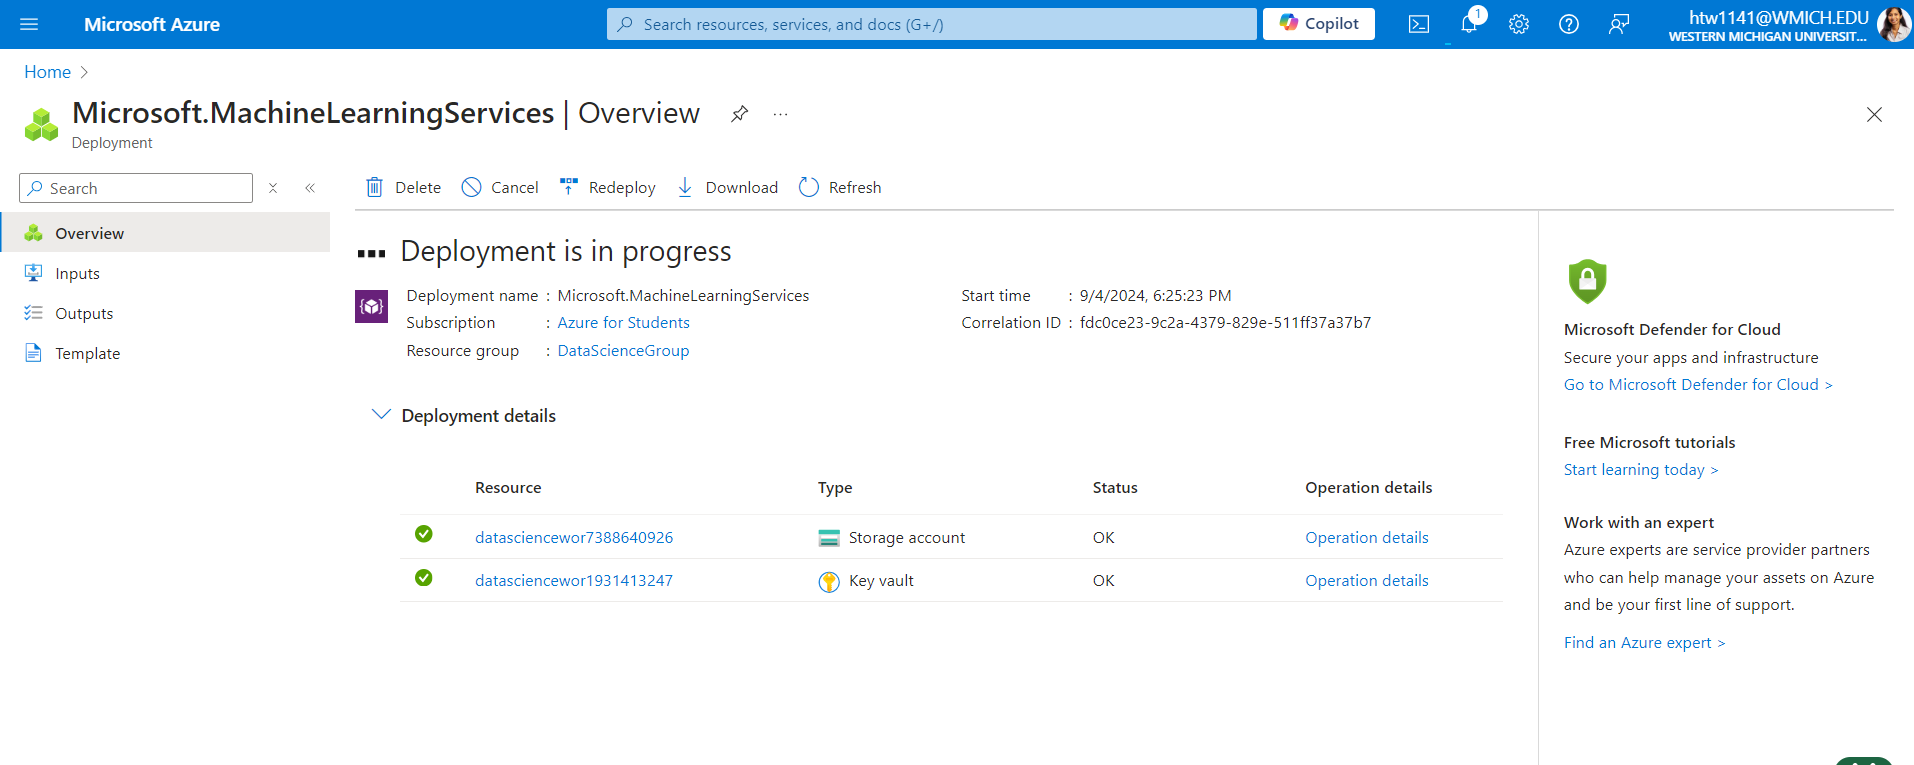 Microsoft Azure
Search resources, services, and docs (G+/)
Copilot
1
htw1141@WMICH.EDU
WESTERN MICHIGAN UNIVERSIT...
Home
Microsoft.MachineLearningServices | Overview
Deployment
Search
Overview
Inputs
Outputs
Template
Delete
Cancel
Redeploy
Download
Refresh
Deployment is in progress
Deployment name : Microsoft.MachineLearningServices
Subscription : Azure for Students
Resource group : DataScienceGroup
Start time : 9/4/2024, 6:25:23 PM
Correlation ID : fdc0ce23-9c2a-4379-829e-511ff37a37b7
Deployment details
Resource Type Status Operation details
datasciencewor7388640926 Storage account OK Operation details
datasciencewor1931413247 Key vault OK Operation details
Microsoft Defender for Cloud
Secure your apps and infrastructure
Go to Microsoft Defender for Cloud >
Free Microsoft tutorials
Start learning today >
Work with an expert
Azure experts are service provider partners
who can help manage your assets on Azure
and be your first line of support.
Find an Azure expert >